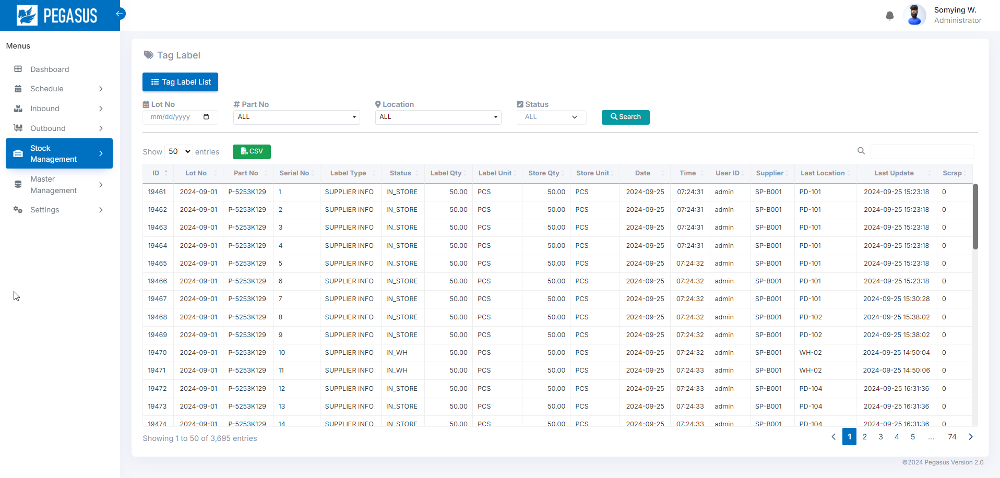 PEGASUS
Somying W.
Administrator
Menus
Dashboard
Schedule
Inbound
Outbound
Stock
Management
Master
Management
Settings
Tag Label
Tag Label List
Lot No
Part No
Location
Status
mm/dd/yyyy
ALL
ALL
ALL
Search
Show 50 entries
CSV
ID Lot No Part No Serial No Label Type Status Label Qty Label Unit Store Qty Store Unit Date Time User ID Supplier Last Location Last Update Scrap
19461 2024-09-01 P-5253K129 1 SUPPLIER INFO IN_STORE 50.00 PCS 50.00 PCS 2024-09-25 07:24:31 admin SP-B001 PD-101 2024-09-25 15:23:18 0
19462 2024-09-01 P-5253K129 2 SUPPLIER INFO IN_STORE 50.00 PCS 50.00 PCS 2024-09-25 07:24:31 admin SP-B001 PD-101 2024-09-25 15:23:18 0
19463 2024-09-01 P-5253K129 3 SUPPLIER INFO IN_STORE 50.00 PCS 50.00 PCS 2024-09-25 07:24:31 admin SP-B001 PD-101 2024-09-25 15:23:18 0
19464 2024-09-01 P-5253K129 4 SUPPLIER INFO IN_STORE 50.00 PCS 50.00 PCS 2024-09-25 07:24:31 admin SP-B001 PD-101 2024-09-25 15:23:18 0
19465 2024-09-01 P-5253K129 5 SUPPLIER INFO IN_STORE 50.00 PCS 50.00 PCS 2024-09-25 07:24:32 admin SP-B001 PD-101 2024-09-25 15:23:18 0
19466 2024-09-01 P-5253K129 6 SUPPLIER INFO IN_STORE 50.00 PCS 50.00 PCS 2024-09-25 07:24:32 admin SP-B001 PD-101 2024-09-25 15:23:18 0
19467 2024-09-01 P-5253K129 7 SUPPLIER INFO IN_STORE 50.00 PCS 50.00 PCS 2024-09-25 07:24:32 admin SP-B001 PD-101 2024-09-25 15:30:28 0
19468 2024-09-01 P-5253K129 8 SUPPLIER INFO IN_STORE 50.00 PCS 50.00 PCS 2024-09-25 07:24:32 admin SP-B001 PD-102 2024-09-25 15:38:02 0
19469 2024-09-01 P-5253K129 9 SUPPLIER INFO IN_STORE 50.00 PCS 50.00 PCS 2024-09-25 07:24:32 admin SP-B001 PD-102 2024-09-25 15:38:02 0
19470 2024-09-01 P-5253K129 10 SUPPLIER INFO IN_WH 50.00 PCS 50.00 PCS 2024-09-25 07:24:32 admin SP-B001 WH-02 2024-09-25 14:50:04 0
19471 2024-09-01 P-5253K129 11 SUPPLIER INFO IN_WH 50.00 PCS 50.00 PCS 2024-09-25 07:24:33 admin SP-B001 WH-02 2024-09-25 14:50:06 0
19472 2024-09-01 P-5253K129 12 SUPPLIER INFO IN_STORE 50.00 PCS 50.00 PCS 2024-09-25 07:24:33 admin SP-B001 PD-104 2024-09-25 16:31:36 0
19473 2024-09-01 P-5253K129 13 SUPPLIER INFO IN_STORE 50.00 PCS 50.00 PCS 2024-09-25 07:24:33 admin SP-B001 PD-104 2024-09-25 16:31:36 0
19474 2024-09-01 P-5253K129 14 SUPPLIER INFO IN_STORE 50.00 PCS 50.00 PCS 2024-09-25 07:24:33 admin SP-B001 PD-104 2024-09-25 16:31:36 0
Showing 1 to 50 of 3,695 entries
1 2 3 4 5 ... 74
©2024 Pegasus Version 2.0